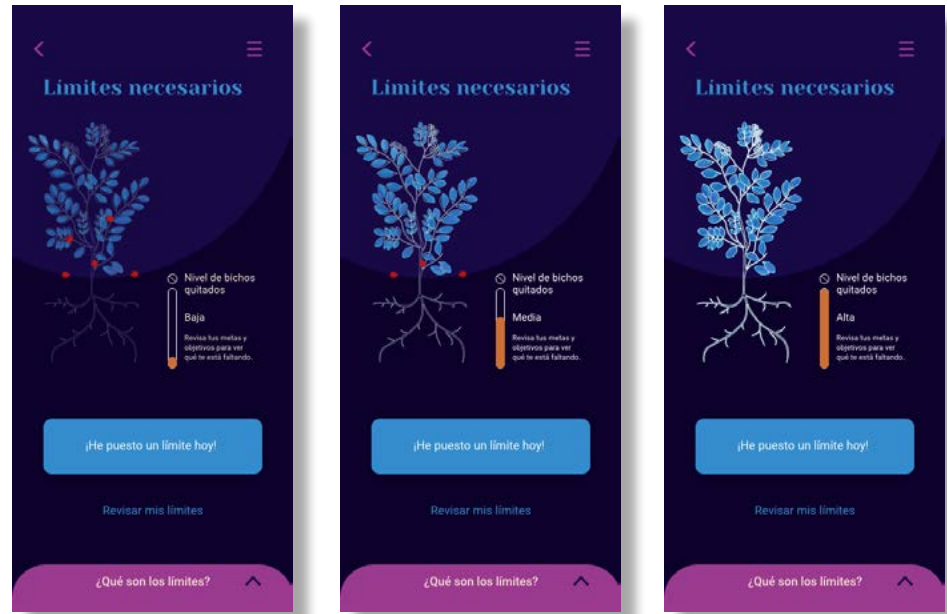 Límites necesarios
Nivel de bichos
quitados
Baja
Revisa tus metas y
objetivos para ver
qué te está faltando.
¡He puesto un límite hoy!
Revisar mis límites
¿Qué son los límites?
Límites necesarios
Nivel de bichos
quitados
Media
Revisa tus metas y
objetivos para ver
qué te está faltando.
¡He puesto un límite hoy!
Revisar mis límites
¿Qué son los límites?
Límites necesarios
Nivel de bichos
quitados
Alta
Revisa tus metas y
objetivos para ver
qué te está faltando.
¡He puesto un límite hoy!
Revisar mis límites
¿Qué son los límites?